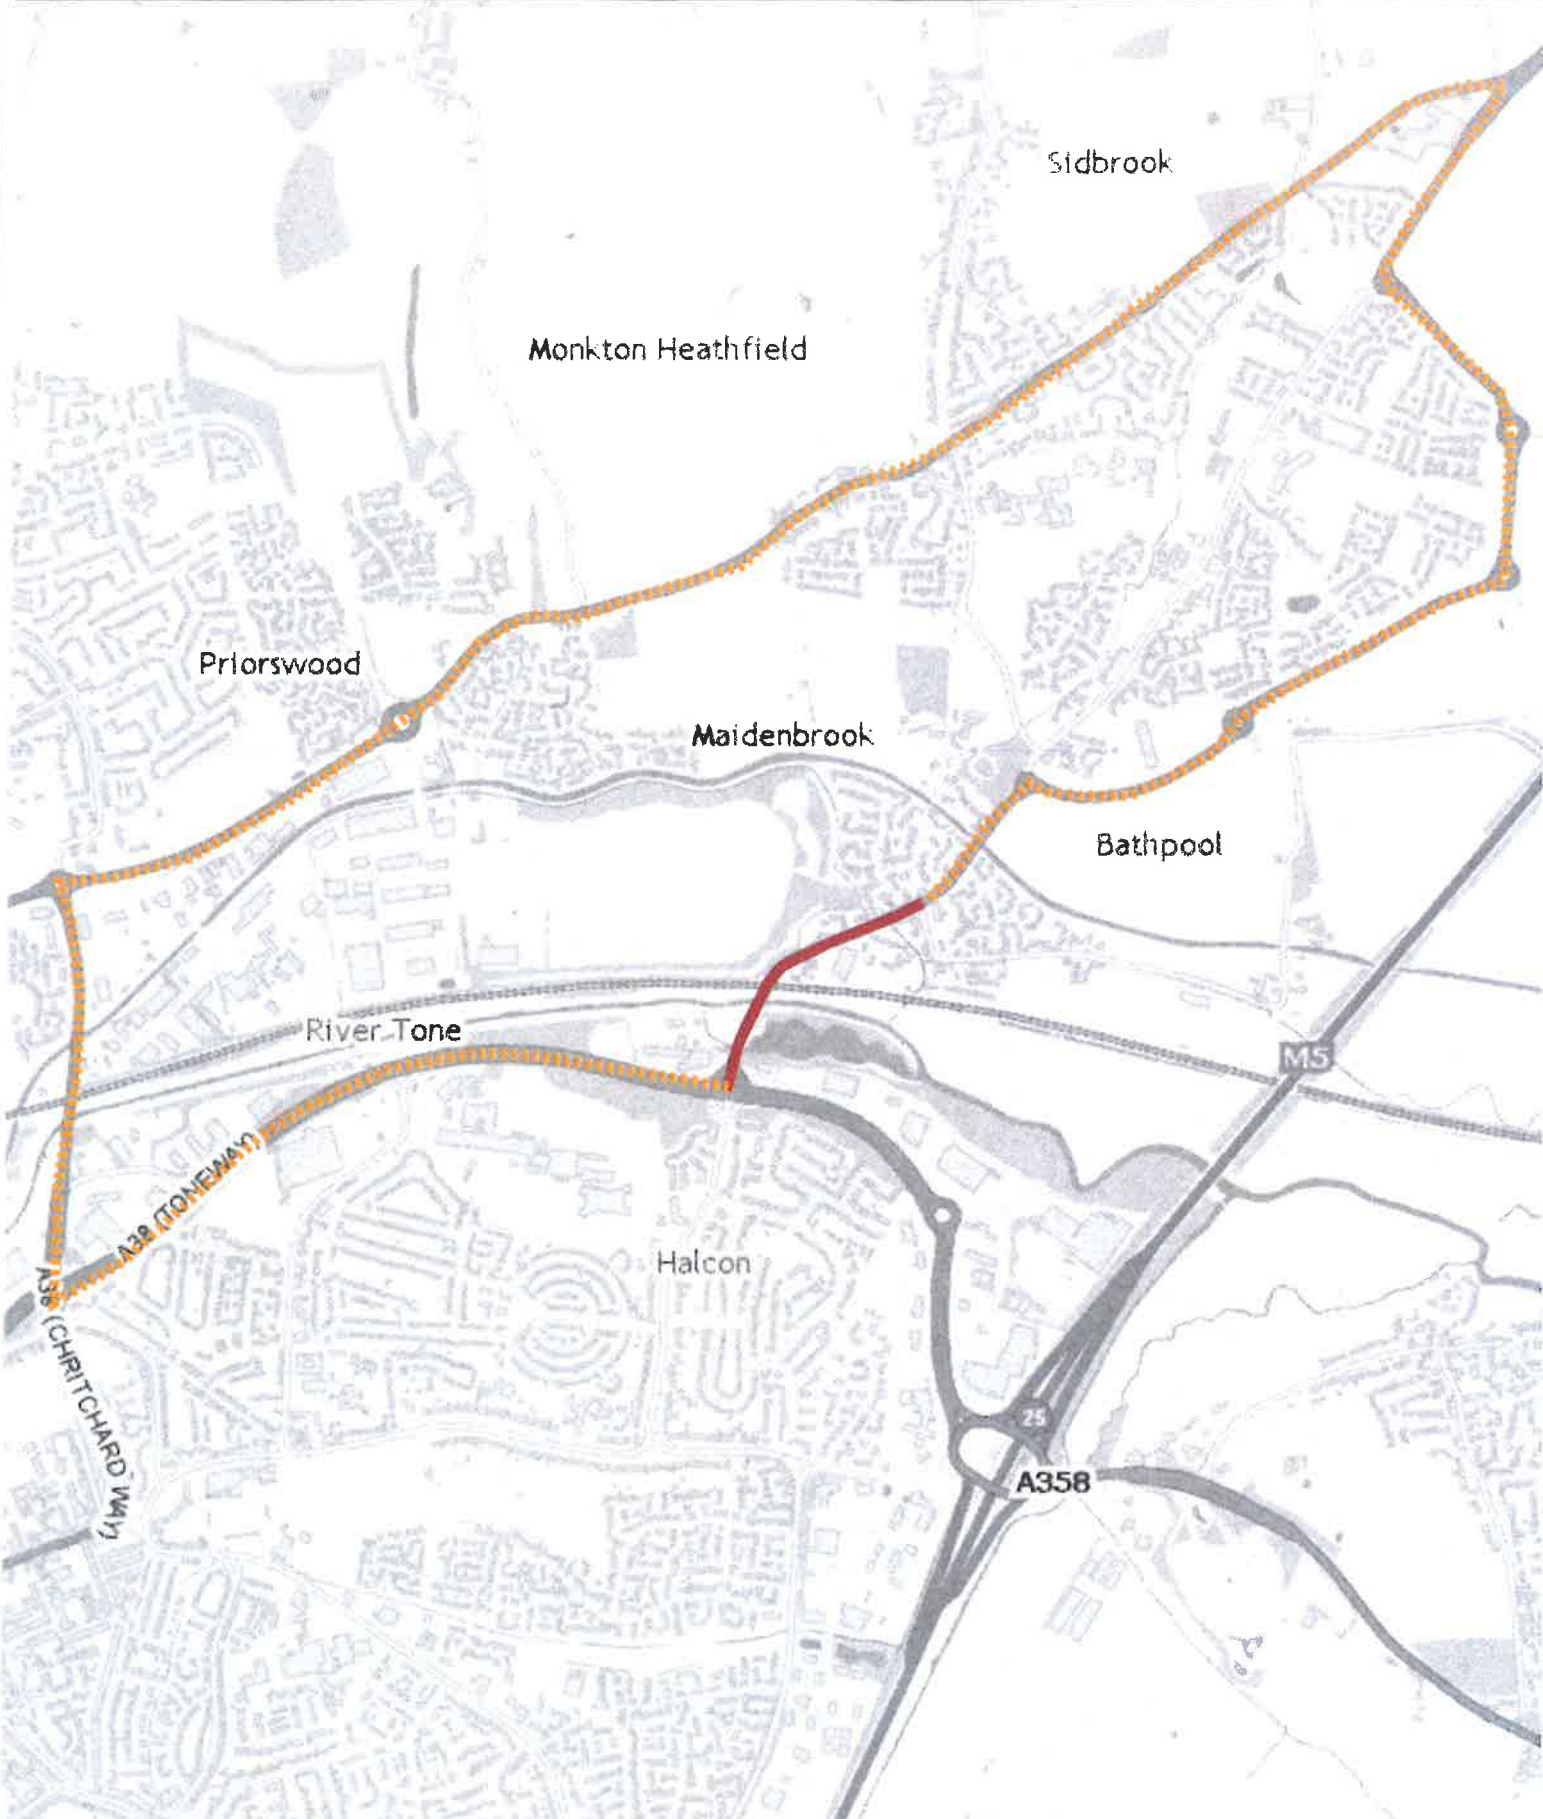 Sidbrook
Monkton Heathfield
Priorswood
Maidenbrook
Bathpool
River Tone
M5
A38 (TONEWAY)
Halcon
A38 (CHRITCHARD WAY)
25
A358